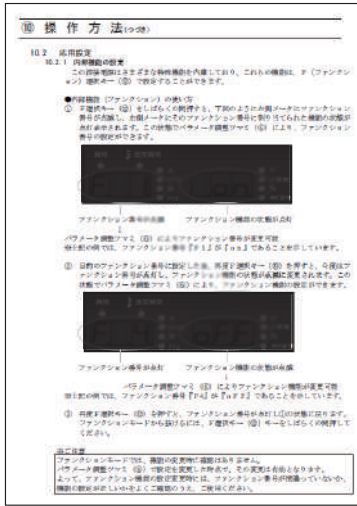 ⑩ 操 作 方 法(つづき)
10.2 応用設定
10.2.1 内部機能の設定
この溶接電源はさまざまな特殊機能を内蔵しており、これらの機能は、F（ファンクション）選択キー（⑫）で設定することができます。
●内部機能（ファンクション）の使い方
① F選択キー（⑫）をしばらくの間押すと、下図のように左側メータにファンクション
番号が点滅し、右側メータにそのファンクション番号に割り当てられた機能の状態が
点灯表示されます。この状態でパラメータ調整ツマミ（⑮）により、ファンクション
番号の設定ができます。
ファンクション番号が点滅 ファンクション機能の状態が点灯
パラメータ調整ツマミ（⑮）によりファンクション番号が変更可能
※上記の例では、ファンクション番号『F1』が『on』であることを示しています。
② 目的のファンクション番号に設定した後、再度F選択キー（⑫）を押すと、今度はフ
ァンクション番号が点灯し、ファンクション機能の状態が点滅に変更されます。この
状態でパラメータ調整ツマミ（⑮）により、ファンクション機能の設定ができます。
ファンクション番号が点灯 ファンクション機能の状態が点滅
パラメータ調整ツマミ（⑮）によりファンクション機能が変更可能
※上記の例では、ファンクション番号『F4』が『oFF』であることを示しています。
③ 再度F選択キー（⑫）を押すと、ファンクション番号が点灯し①の状態に戻ります。
ファンクションモードから抜けるには、F選択キー（⑫）キーをしばらくの間押して
ください。
※ご注意
ファンクションモードでは、機能の変更時に確認はありません。
パラメータ調整ツマミ（⑮）で設定を変更した時点で、その変更は有効となります。
よって、ファンクション機能の設定変更時には、ファンクション番号が間違っていないか、
機能の設定が正しいかをよくご確認のうえ、ご使用ください。